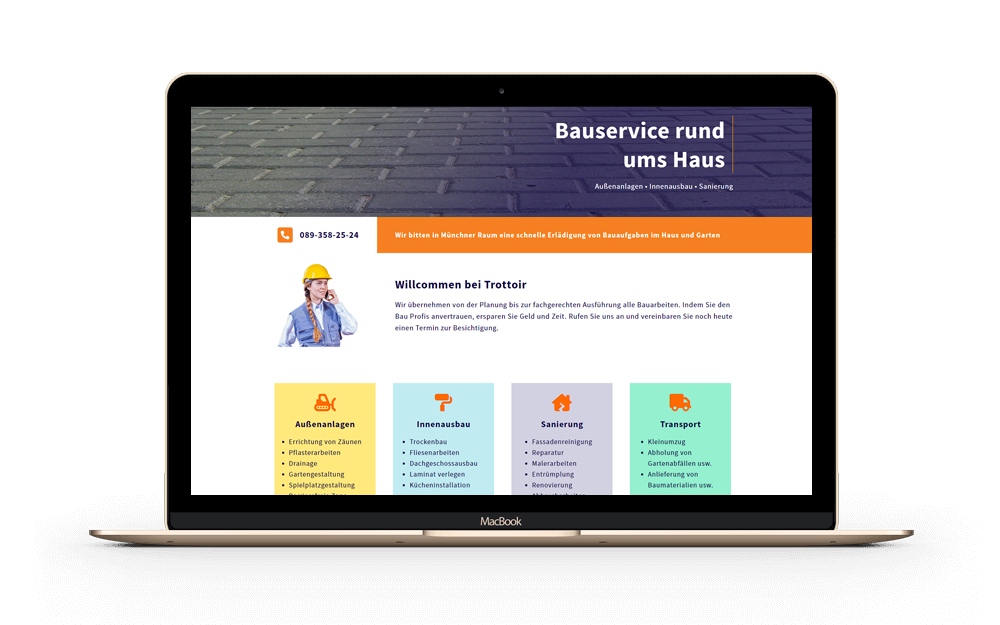 Bauservice rund
ums Haus
Außenanlagen • Innenausbau • Sanierung
089-358-25-24
Wir bitten in Münchner Raum eine schnelle Erlädigung von Bauaufgaben im Haus und Garten
Willcommen bei Trottoir
Wir übernehmen von der Planung bis zur fachgerechten Ausführung alle Bauarbeiten. Indem Sie den
Bau Profis anvertrauen, ersparen Sie Geld und Zeit. Rufen Sie uns an und vereinbaren Sie noch heute
einen Termin zur Besichtigung.
Außenanlagen
• Errichtung von Zäunen
• Pflasterarbeiten
• Drainage
• Gartengestaltung
• Spielplatzgestaltung
Innenausbau
• Trockenbau
• Fliesenarbeiten
• Dachgeschossausbau
• Laminat verlegen
• Kücheninstallation
Sanierung
• Fassadenreinigung
• Reparatur
• Malerarbeiten
• Entrümplung
• Renovierung
Transport
• Kleinumzug
• Abholung von
Gartenabfällen usw.
• Anlieferung von
Baumaterialien usw.
MacBook